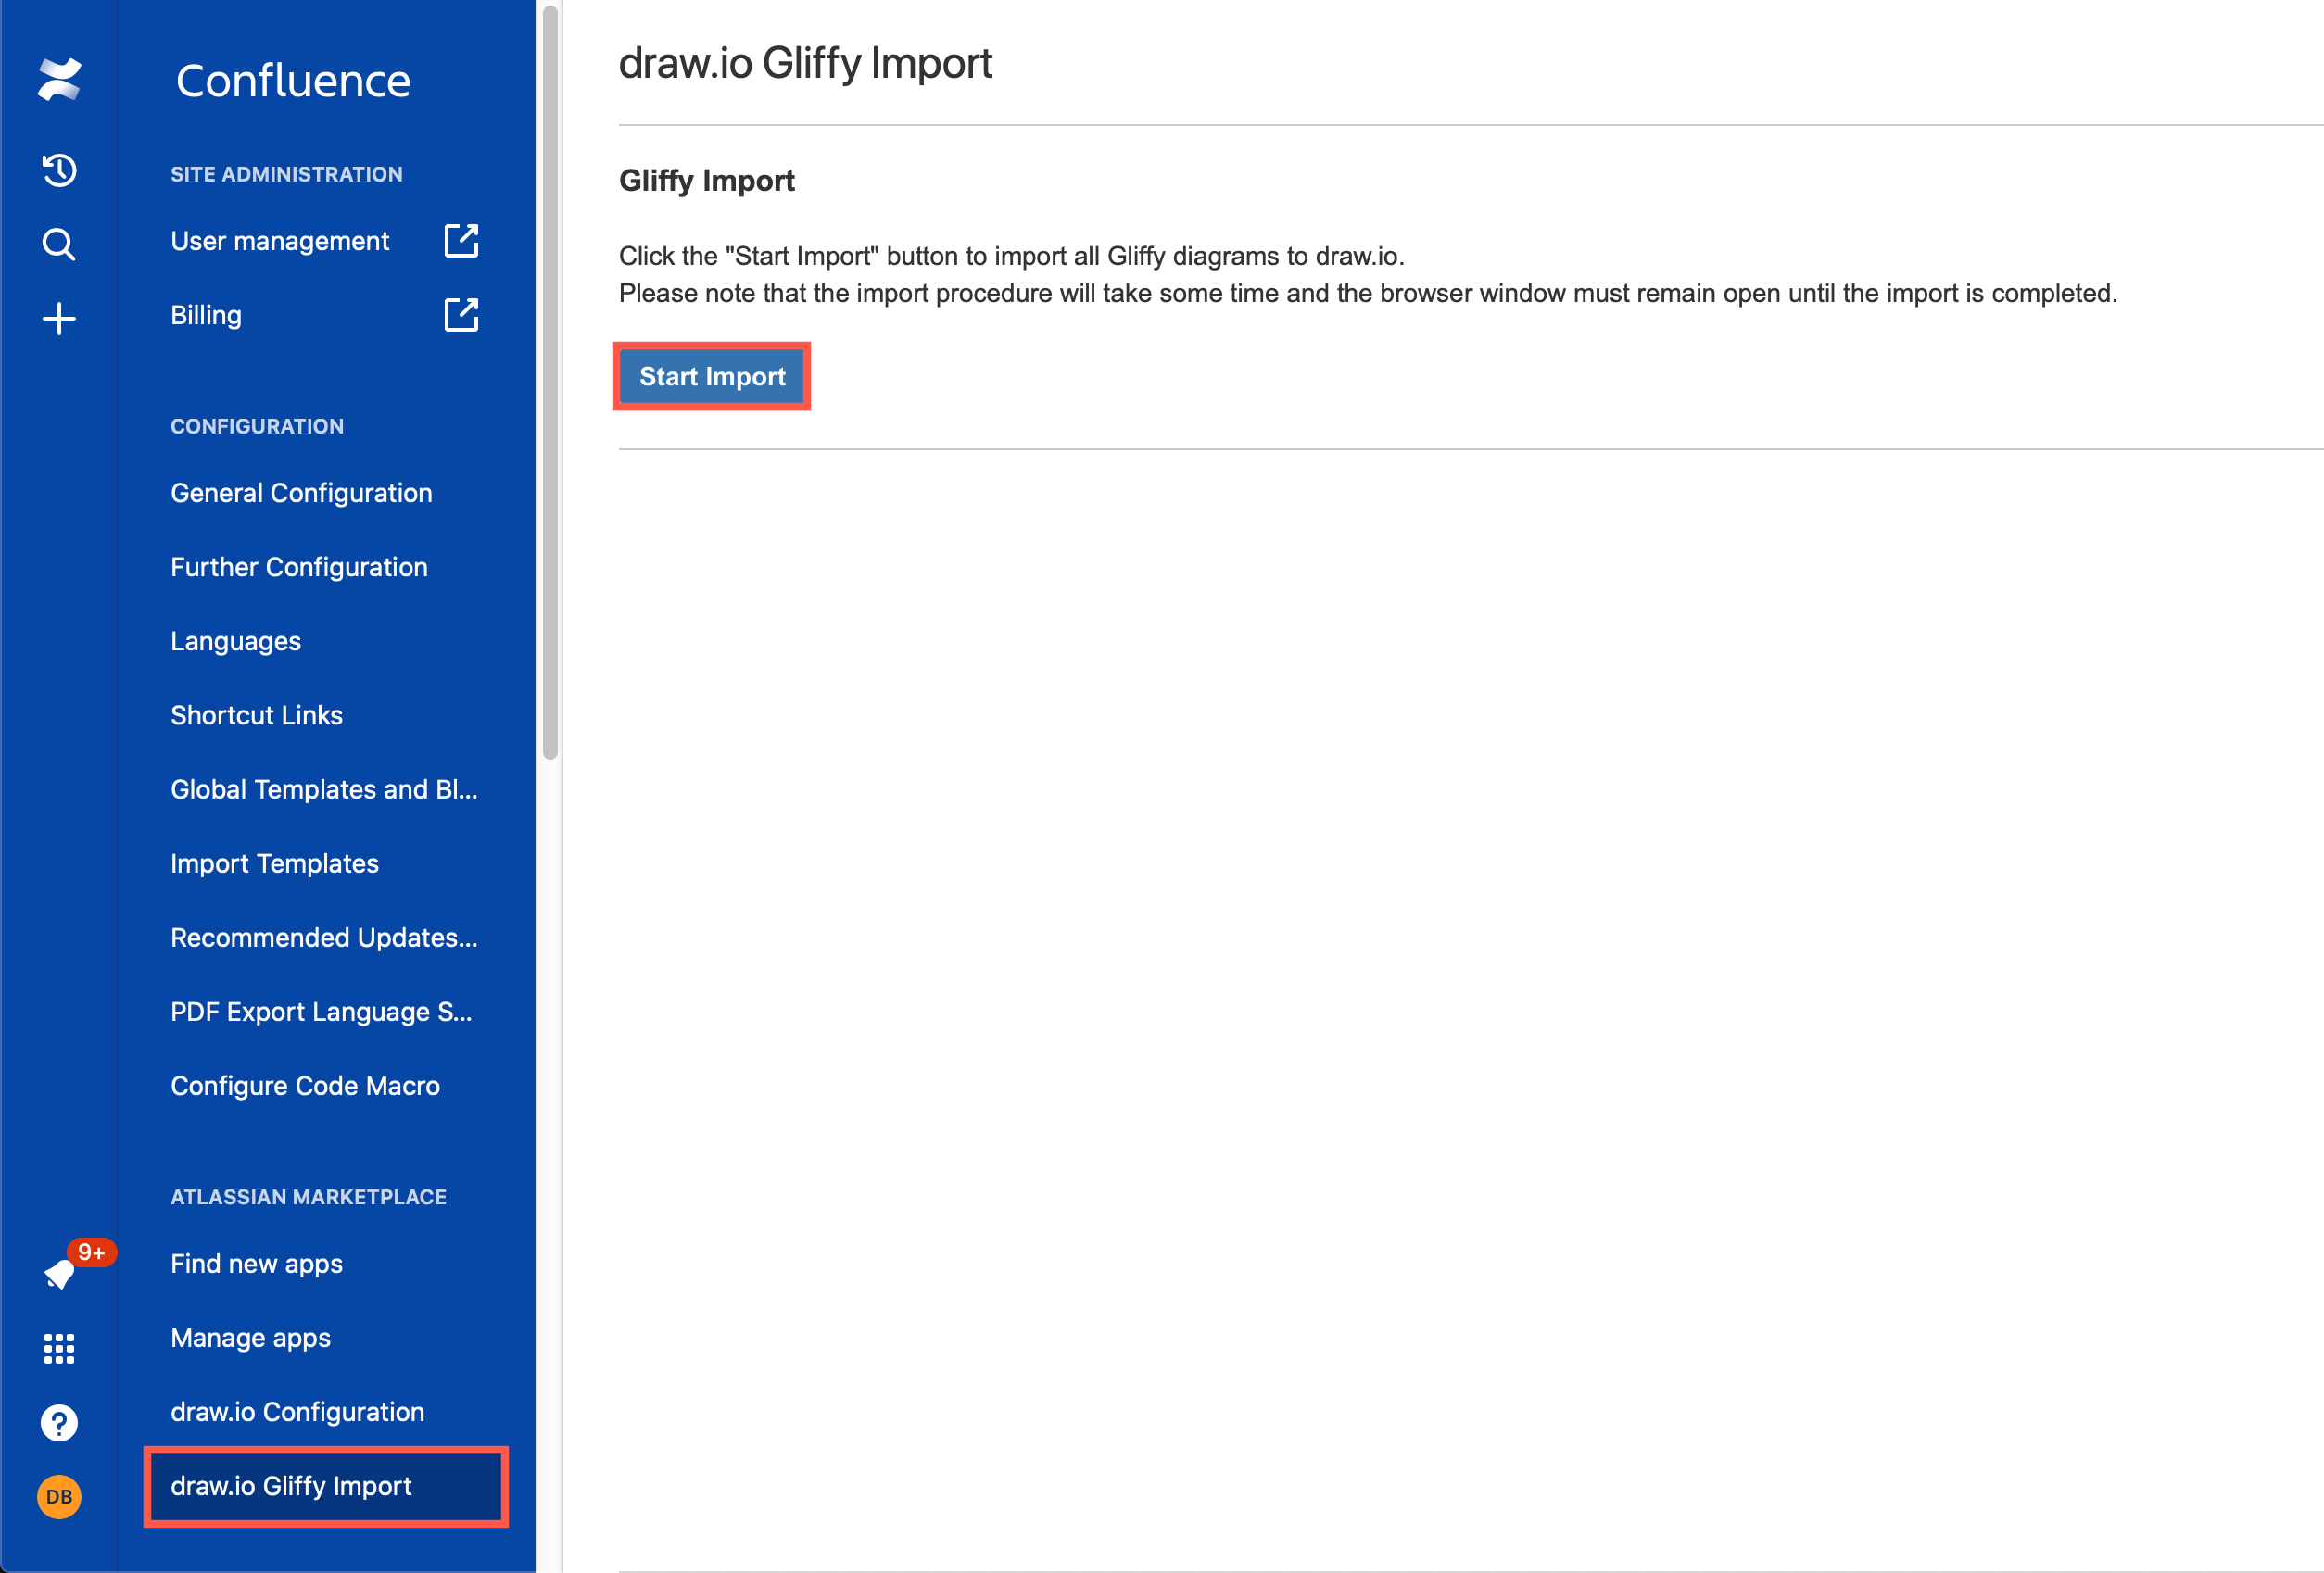 Confluence
SITE ADMINISTRATION
User management
Billing
CONFIGURATION
General Configuration
Further Configuration
Languages
Shortcut Links
Global Templates and Bl...
Import Templates
Recommended Updates...
PDF Export Language S...
Configure Code Macro
ATLASSIAN MARKETPLACE
Find new apps
Manage apps
draw.io Configuration
draw.io Gliffy Import
9+
?
DB
draw.io Gliffy Import
Gliffy Import
Click the "Start Import" button to import all Gliffy diagrams to draw.io.
Please note that the import procedure will take some time and the browser window must remain open until the import is completed.
Start Import